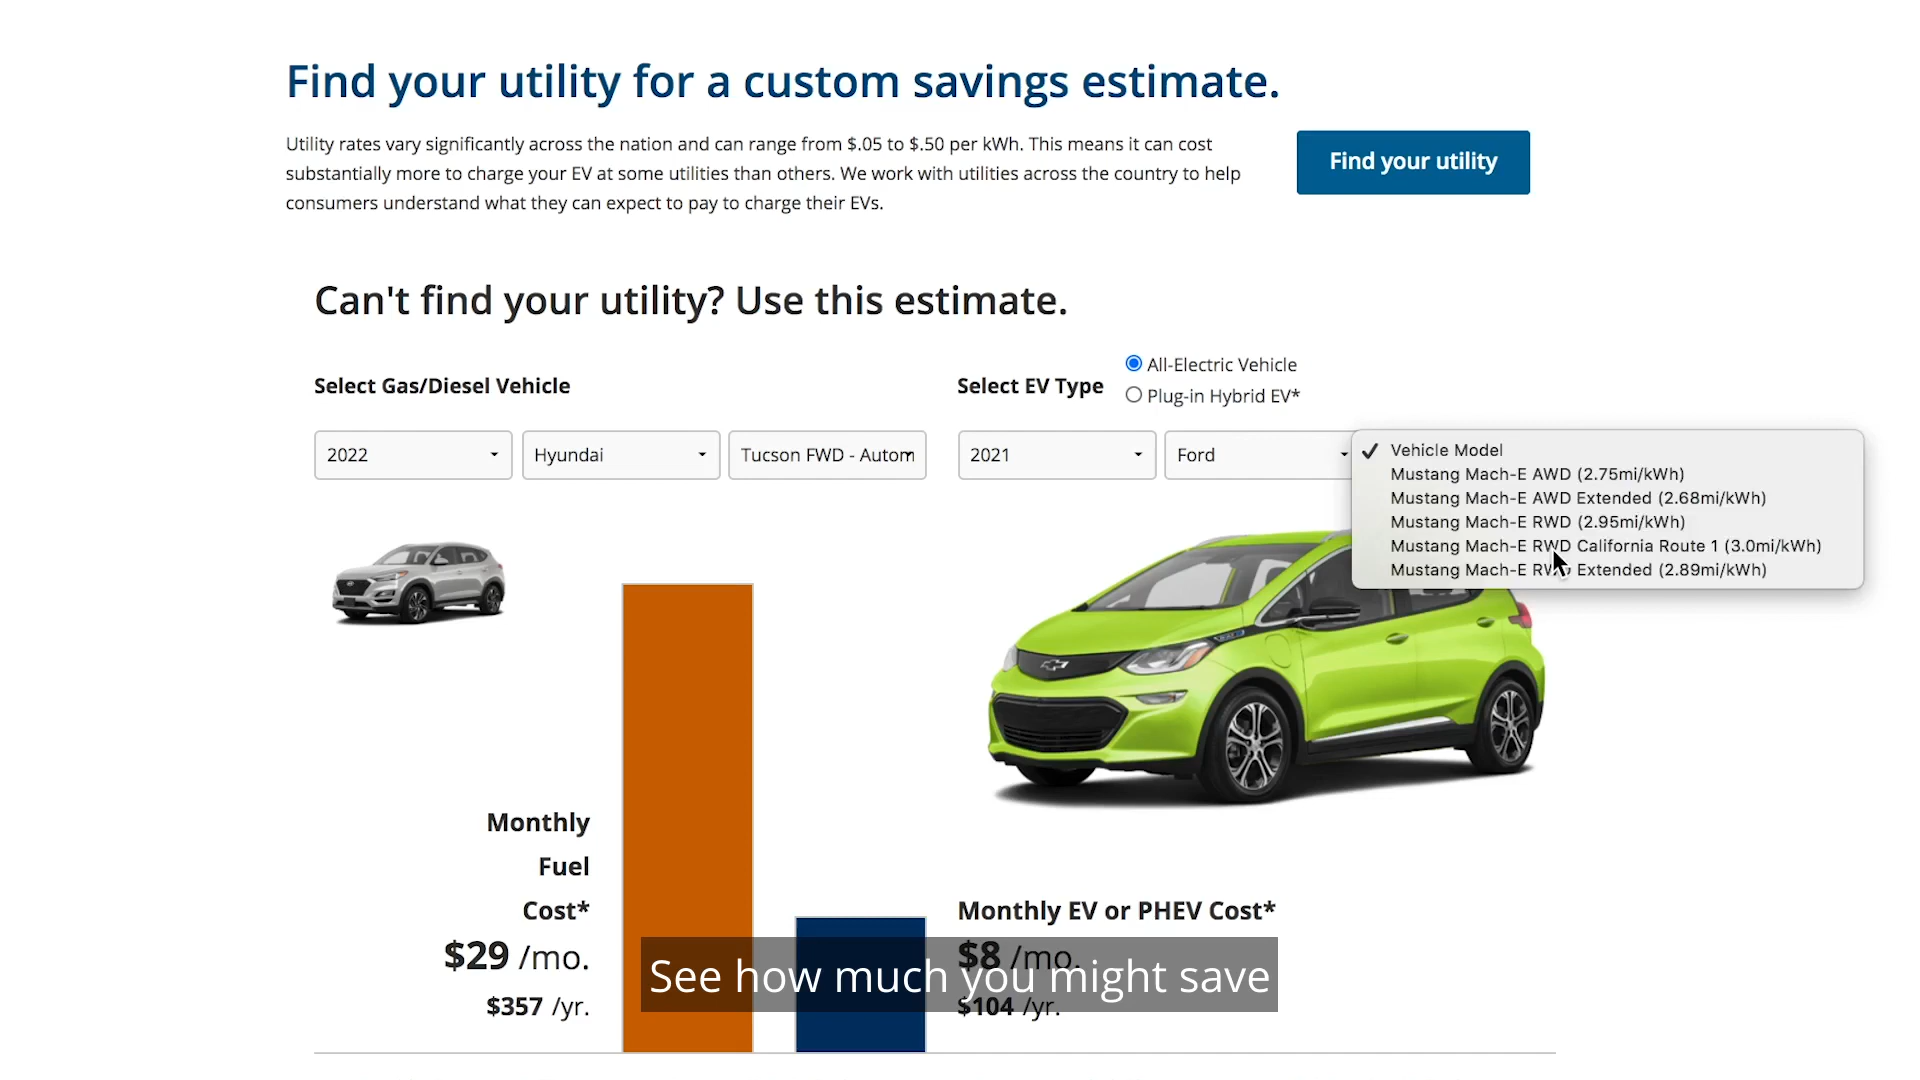 Find your utility for a custom savings estimate.
Utility rates vary significantly across the nation and can range from $.05 to $.50 per kWh. This means it can cost
substantially more to charge your EV at some utilities than others. We work with utilities across the country to help
consumers understand what they can expect to pay to charge their EVs.
Find your utility
Can't find your utility? Use this estimate.
Select Gas/Diesel Vehicle
Select EV Type
All-Electric Vehicle
Plug-in Hybrid EV*
2022
Hyundai
Tucson FWD - Autom
2021
Ford
✓ Vehicle Model
Mustang Mach-E AWD (2.75mi/kWh)
Mustang Mach-E AWD Extended (2.68mi/kWh)
Mustang Mach-E RWD (2.95mi/kWh)
Mustang Mach-E RWD California Route 1 (3.0mi/kWh)
Mustang Mach-E RWD Extended (2.89mi/kWh)
Monthly
Fuel
Cost*
$29 /mo.
$357 /yr.
Monthly EV or PHEV Cost*
$8 /mo.
$104 /yr.
See how much you might save